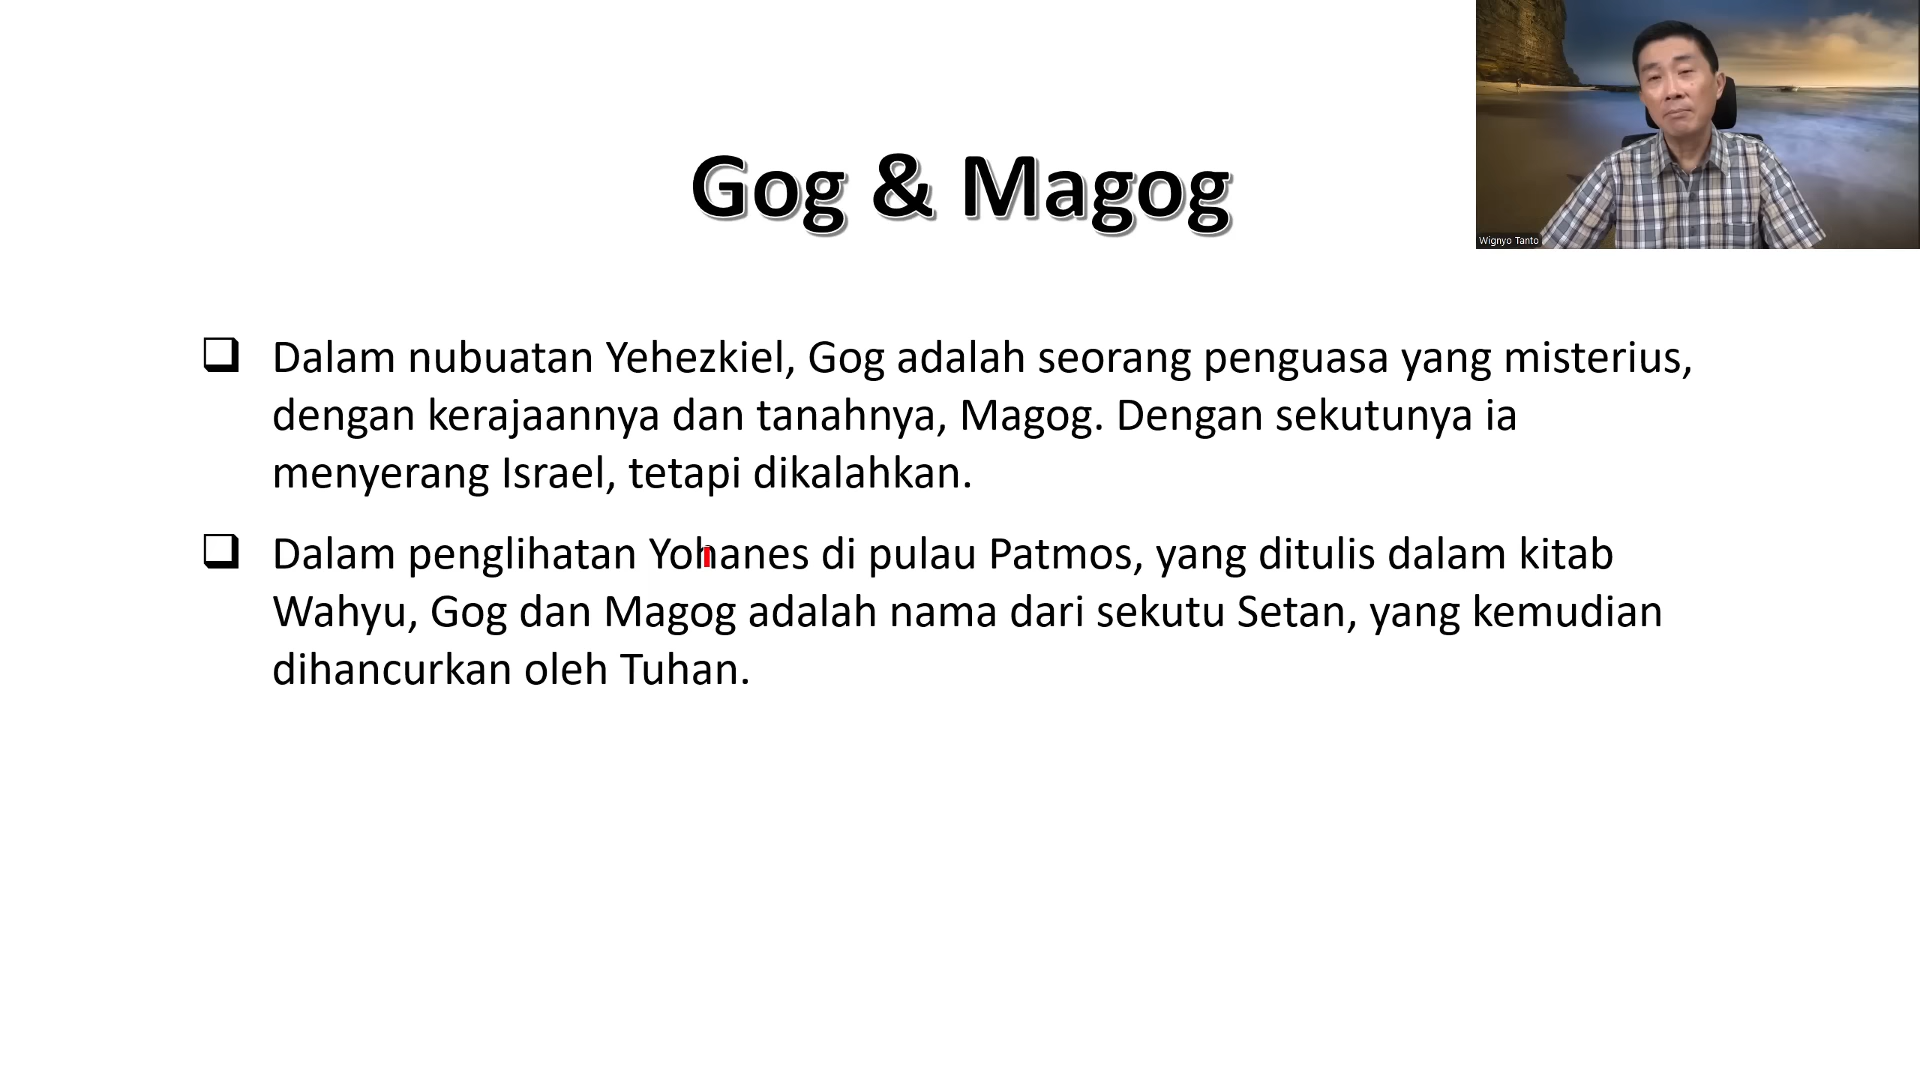 Gog & Magog
Wignyo Tanto
❑ Dalam nubuatan Yehezkiel, Gog adalah seorang penguasa yang misterius,
dengan kerajaannya dan tanahnya, Magog. Dengan sekutunya ia
menyerang Israel, tetapi dikalahkan.
❑ Dalam penglihatan Yohanes di pulau Patmos, yang ditulis dalam kitab
Wahyu, Gog dan Magog adalah nama dari sekutu Setan, yang kemudian
dihancurkan oleh Tuhan.